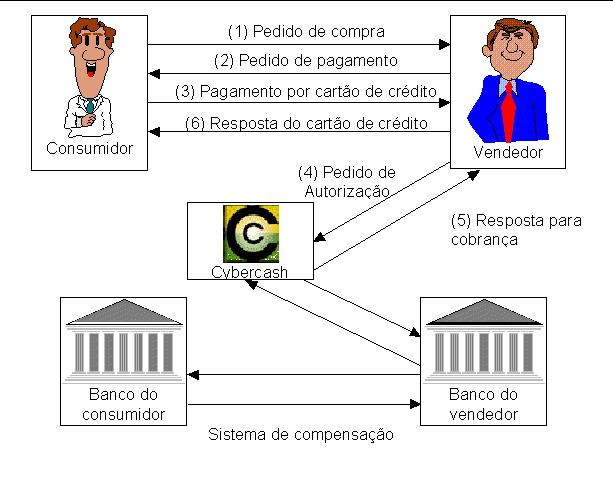 (1) Pedido de compra
(2) Pedido de pagamento
(3) Pagamento por cartão de crédito
(6) Resposta do cartão de crédito
Consumidor
Vendedor
(4) Pedido de
Autorização
(5) Resposta para
cobrança
Cybercash
Banco do
consumidor
Banco do
vendedor
Sistema de compensação